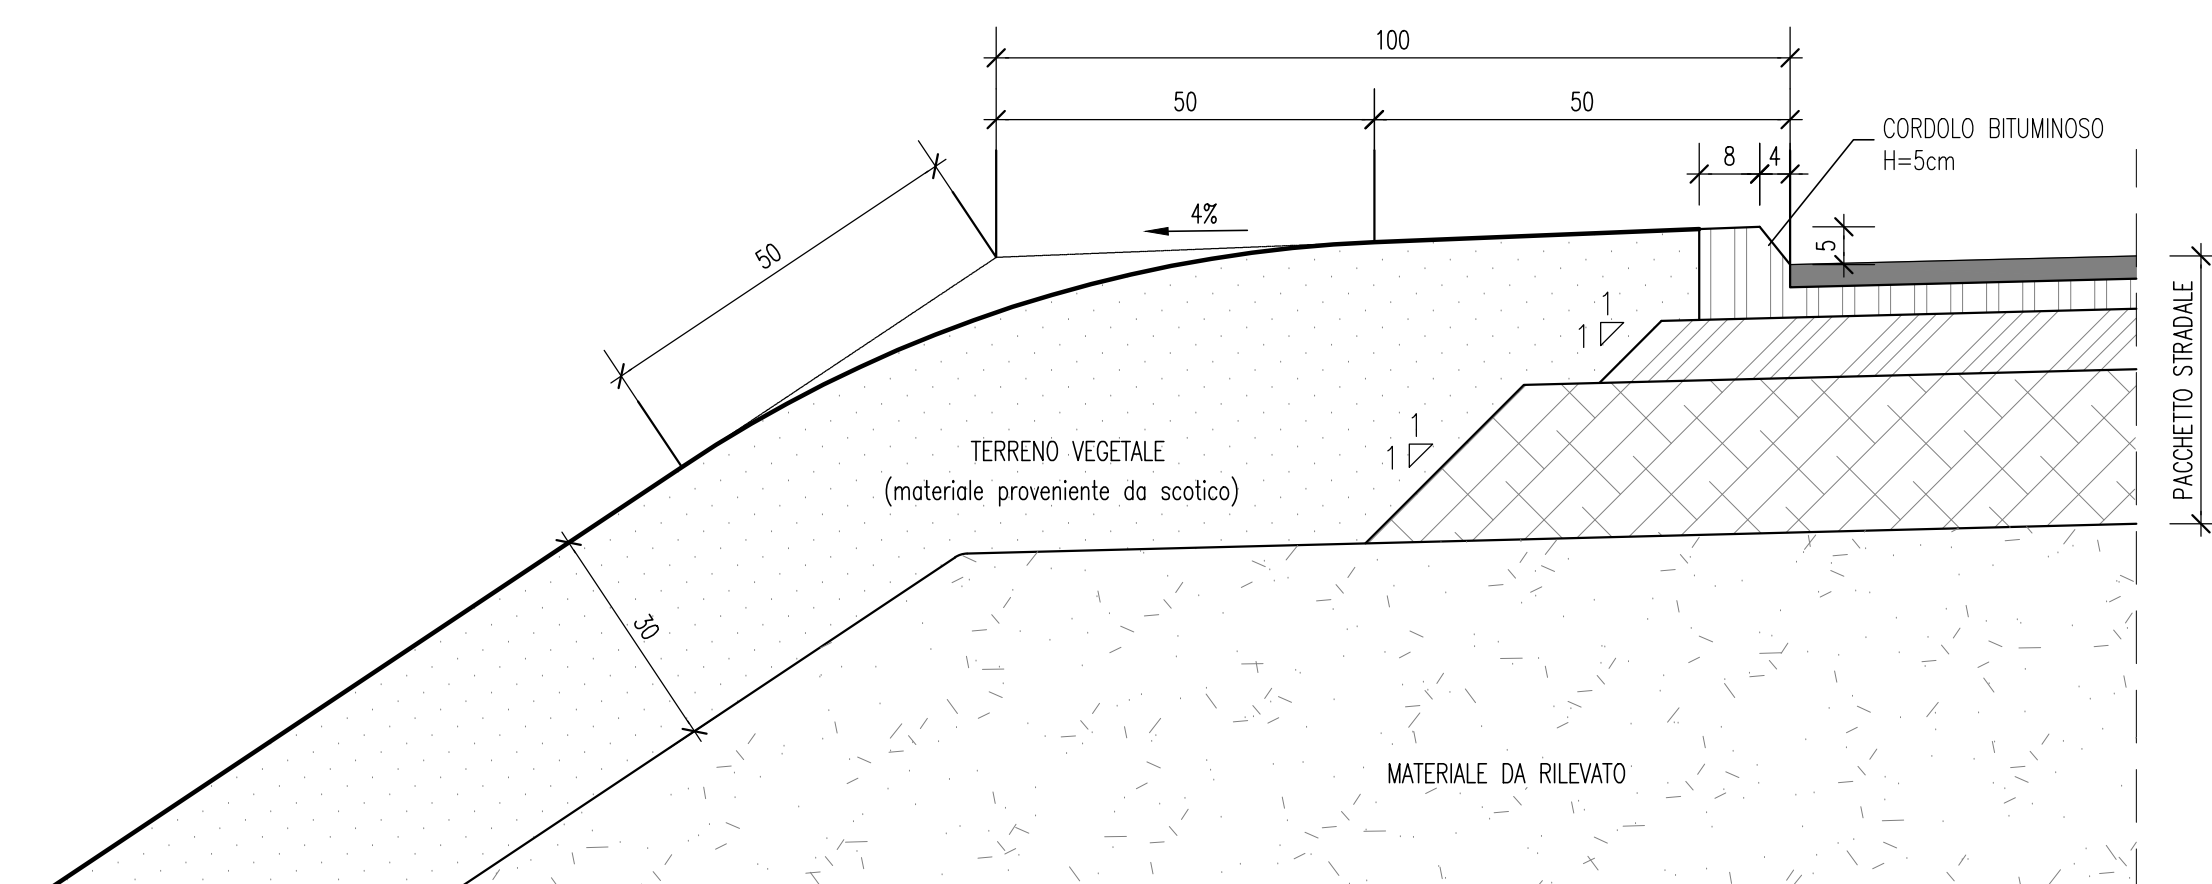 100
50
50
CORDOLO BITUMINOSO
H=5cm
8
4
4%
5
50
1
1
PACCHETTO STRADALE
1
1
TERRENO VEGETALE
(materiale proveniente da scotico)
30
MATERIALE DA RILEVATO